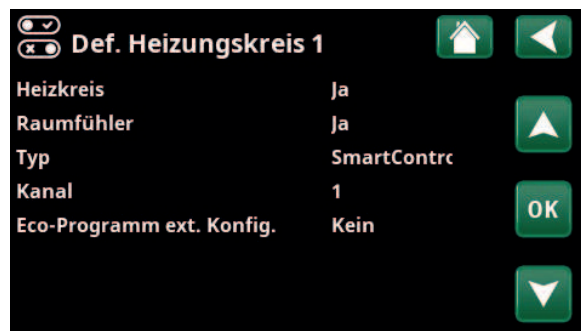 Def. Heizungskreis 1
Heizkreis Ja
Raumfühler Ja
Typ SmartContrc
Kanal 1
OK
Eco-Programm ext. Konfig. Kein